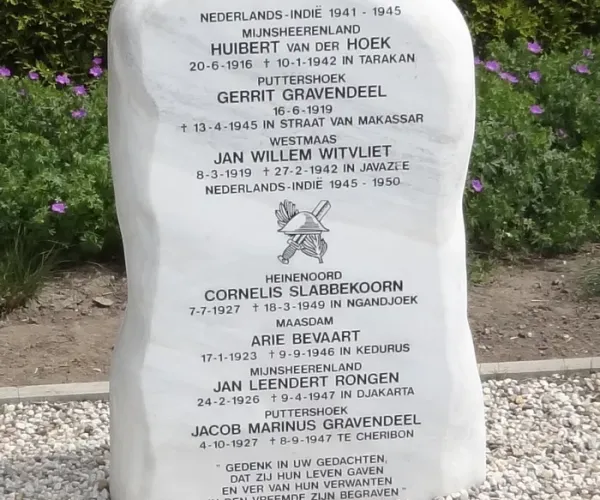 NEDERLANDS-INDIË 1941 - 1945
MIJNSHEERENLAND
HUIBERT VAN DER HOEK
20-6-1916 † 10-1-1942 IN TARAKAN
PUTTERSHOEK
GERRIT GRAVENDEEL
16-6-1919
† 13-4-1945 IN STRAAT VAN MAKASSAR
WESTMAAS
JAN WILLEM WITVLIET
8-3-1919 † 27-2-1942 IN JAVAZEE
NEDERLANDS-INDIË 1945 - 1950
HEINENOORD
CORNELIS SLABBEKOORN
7-7-1927 † 18-3-1949 IN NGANDJOEK
MAASDAM
ARIE BEVAART
17-1-1923 † 9-9-1946 IN KEDURUS
MIJNSHEERENLAND
JAN LEENDERT RONGEN
24-2-1926 † 9-4-1947 IN DJAKARTA
PUTTERSHOEK
JACOB MARINUS GRAVENDEEL
4-10-1927 † 8-9-1947 TE CHERIBON
" GEDENK IN UW GEDACHTEN,
DAT ZIJ HUN LEVEN GAVEN
EN VER VAN HUN VERWANTEN
DEN VREEMDE ZIJN BEGRAVEN "